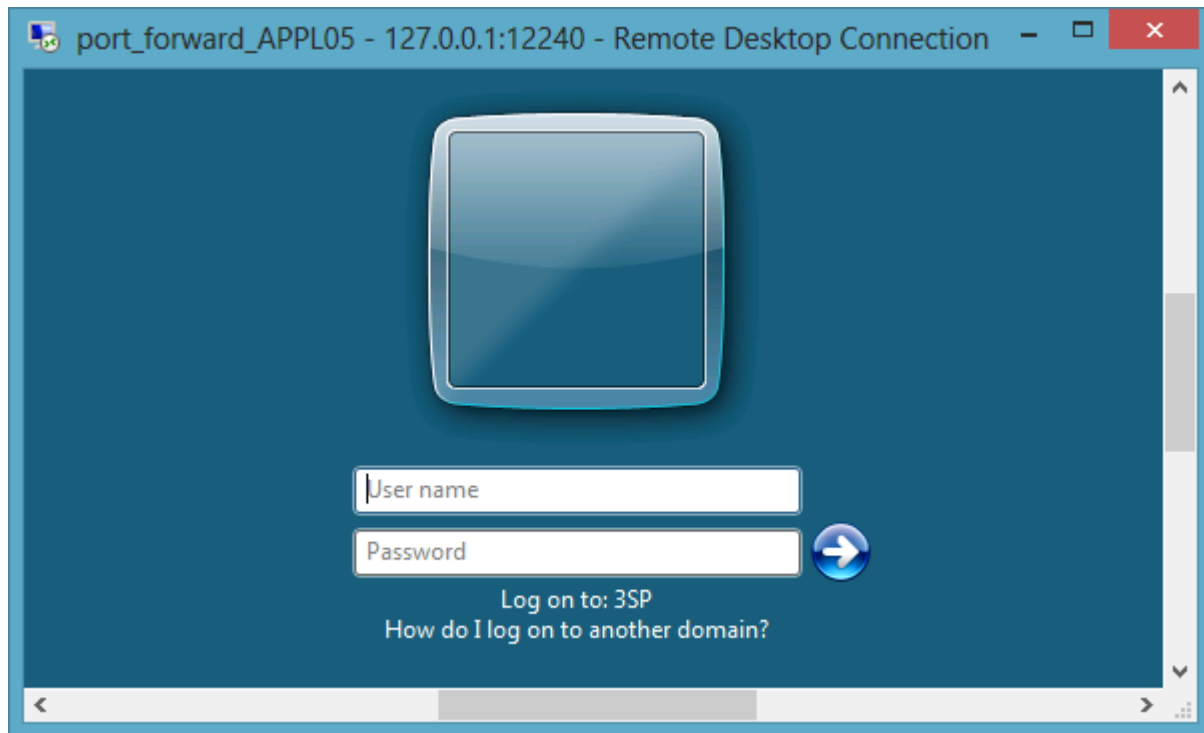 port_forward_APPL05 - 127.0.0.1:12240 - Remote Desktop Connection
User name
Password
Log on to: 3SP
How do I log on to another domain?